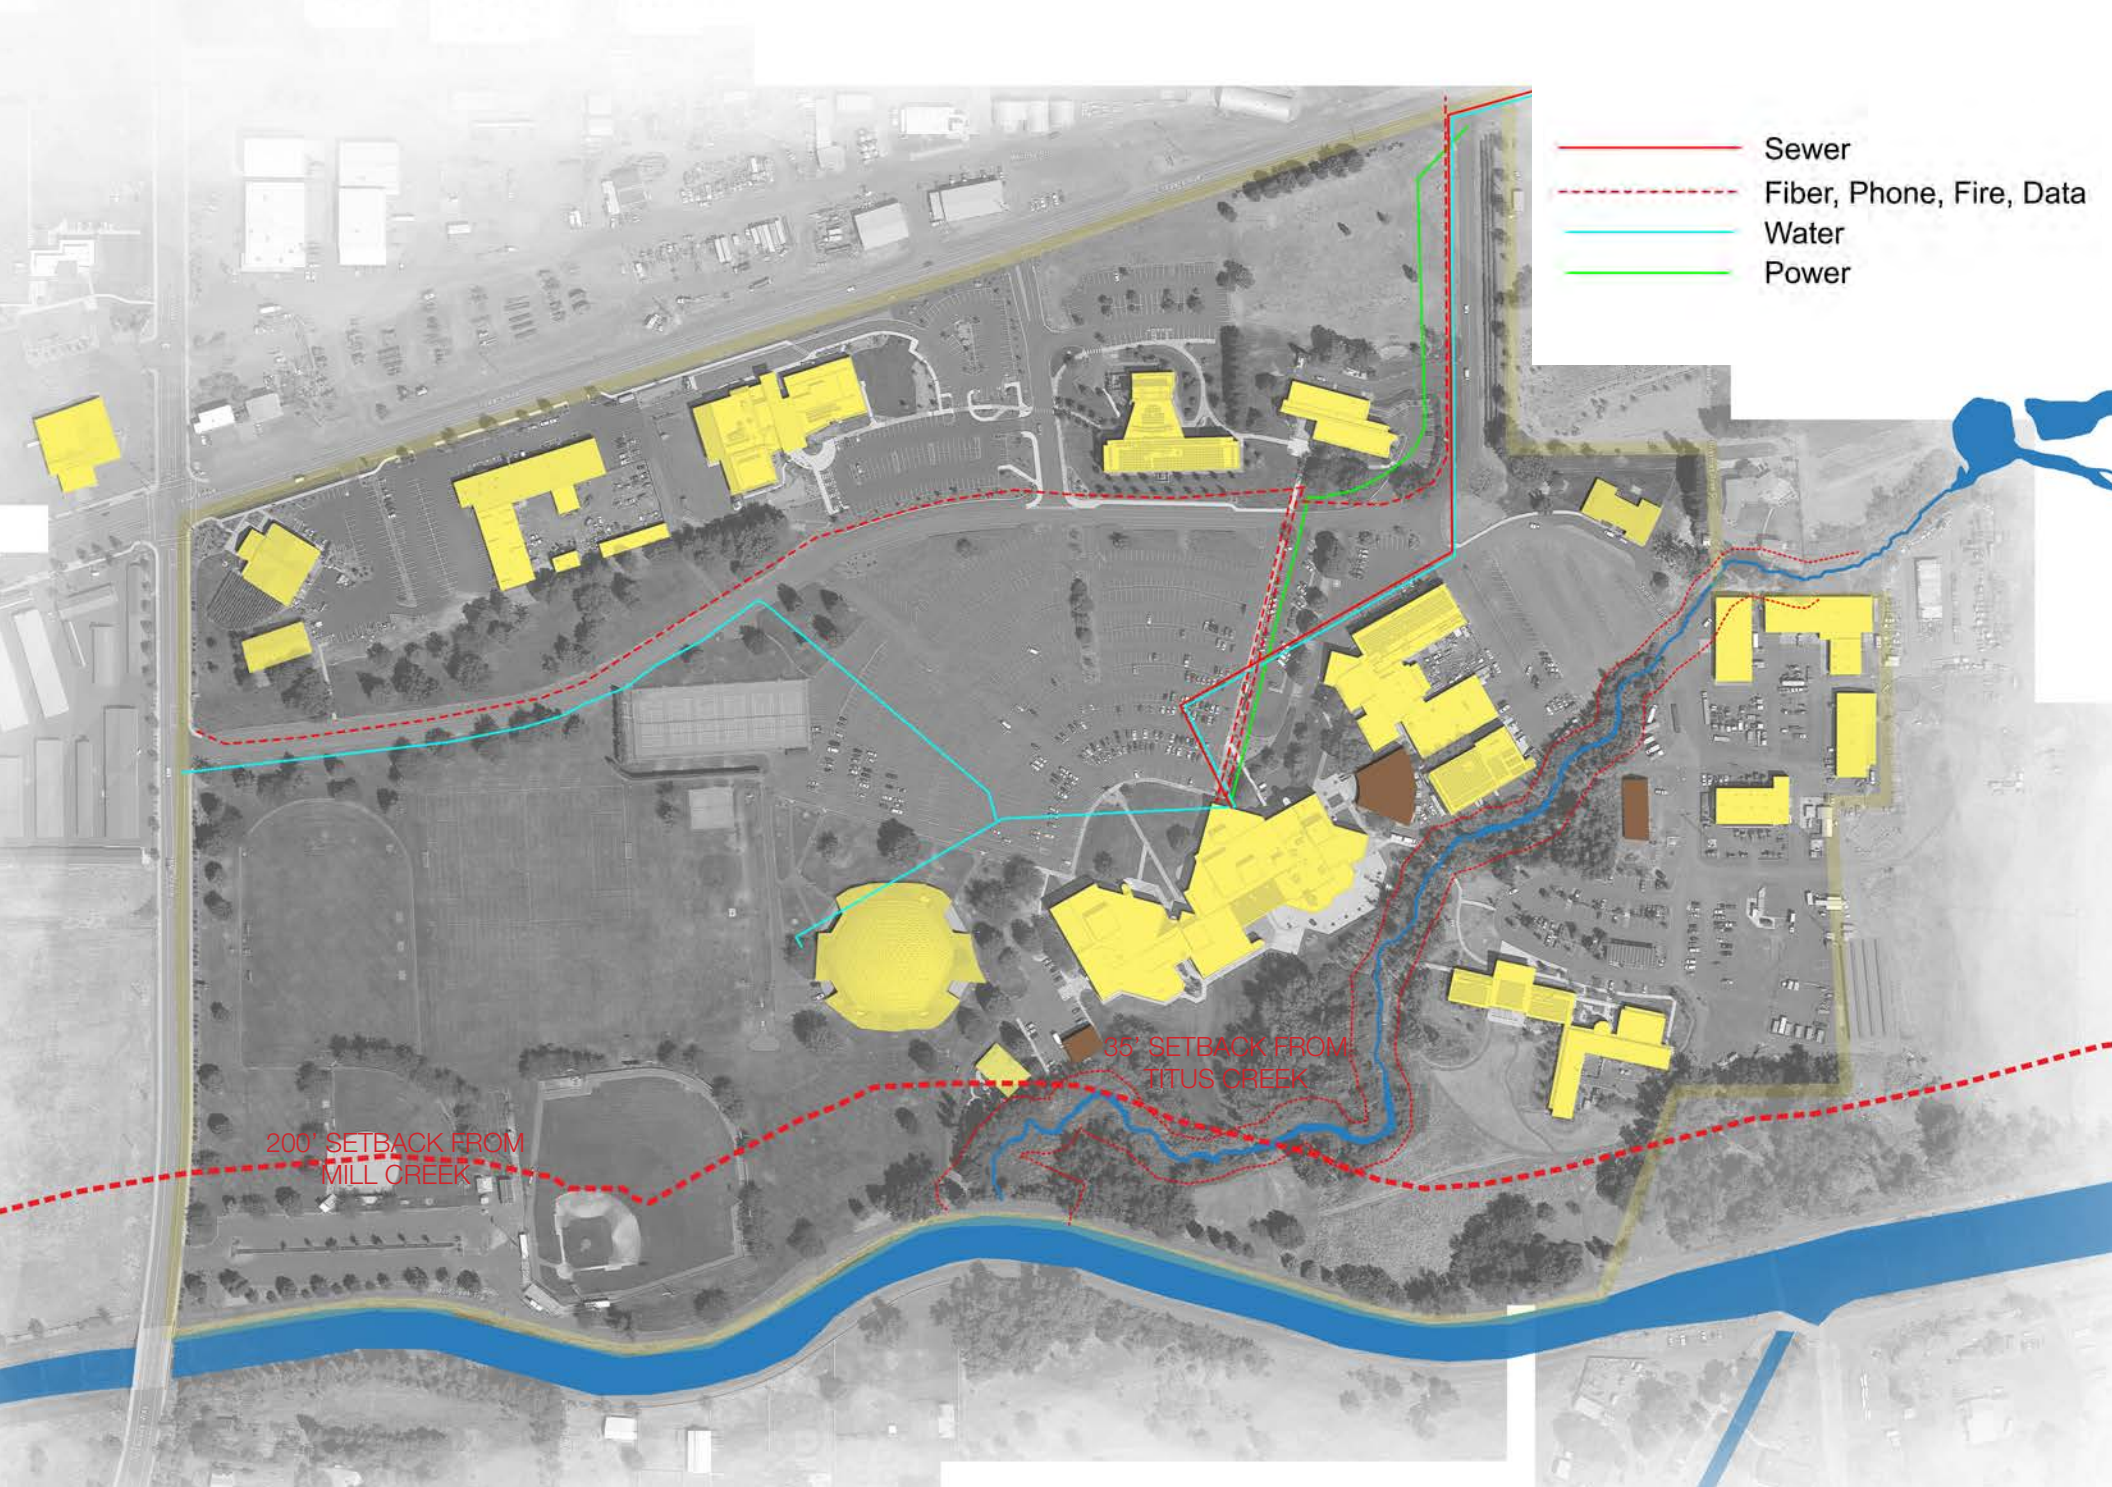 Sewer
Fiber, Phone, Fire, Data
Water
Power
35' SETBACK FROM
TITUS CREEK
200' SETBACK FROM
MILL CREEK